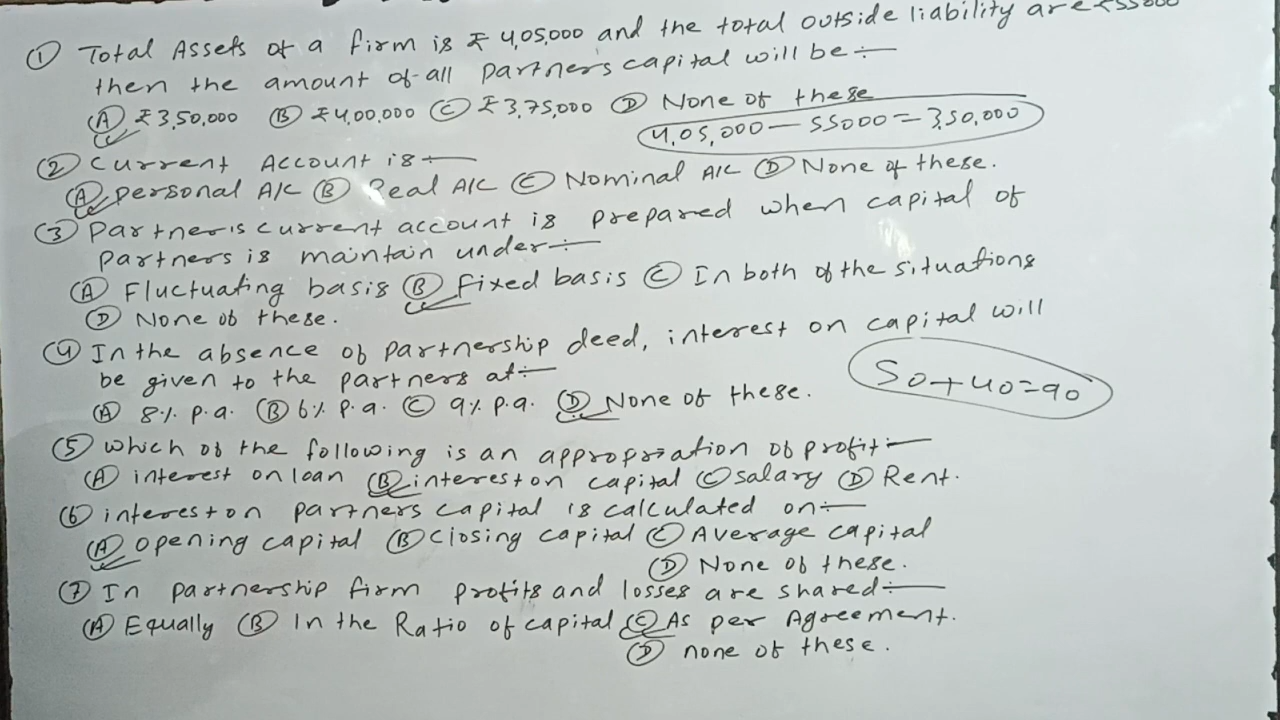 ① Total Assets of a firm is ₹ 4,05,000 and the total outside liability are ₹55000
then the amount of all partners capital will be :-
Ⓐ ₹3,50,000 Ⓑ ₹4,00,000 Ⓒ ₹3,75,000 Ⓓ None of these
4,05,000 - 55000 = 3,50,000
② Current Account is :-
Ⓐ personal A/C Ⓑ Real A/C Ⓒ Nominal A/C Ⓓ None of these.
③ Partner's current account is prepared when capital of
partners is maintain under :-
Ⓐ Fluctuating basis Ⓑ fixed basis Ⓒ In both of the situations
Ⓓ None of these.
④ In the absence of partnership deed, interest on capital will
be given to the partners at :-
Ⓐ 8% p.a. Ⓑ 6% p.a. Ⓒ 9% p.a. Ⓓ None of these.
50+40=90
⑤ which of the following is an appropriation of profit :-
Ⓐ interest on loan Ⓑ interest on capital Ⓒ salary Ⓓ Rent.
⑥ interest on partners capital is calculated on :-
Ⓐ opening capital Ⓑ closing capital Ⓒ Average capital
Ⓓ None of these.
⑦ In partnership firm profits and losses are shared :-
Ⓐ Equally Ⓑ In the Ratio of capital Ⓒ As per Agreement.
Ⓓ none of these.